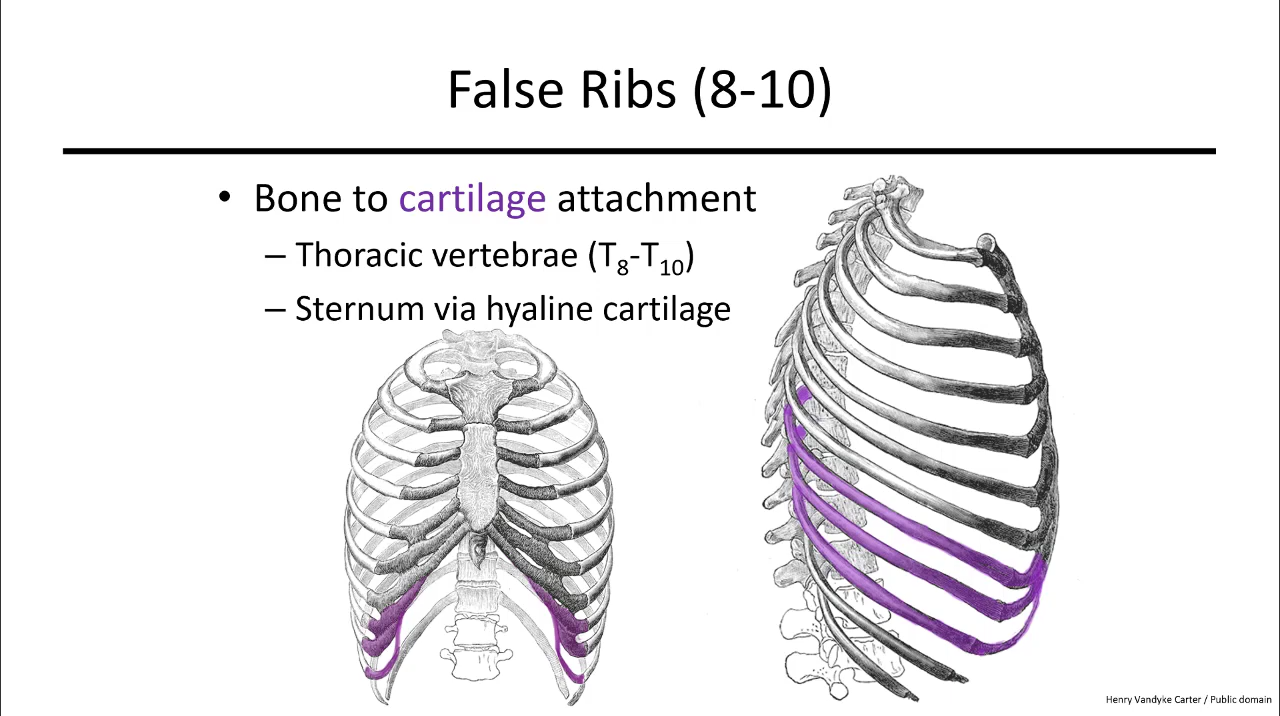 False Ribs (8-10)
• Bone to cartilage attachment
– Thoracic vertebrae (T₈-T₁₀)
– Sternum via hyaline cartilage
Henry Vandyke Carter / Public domain